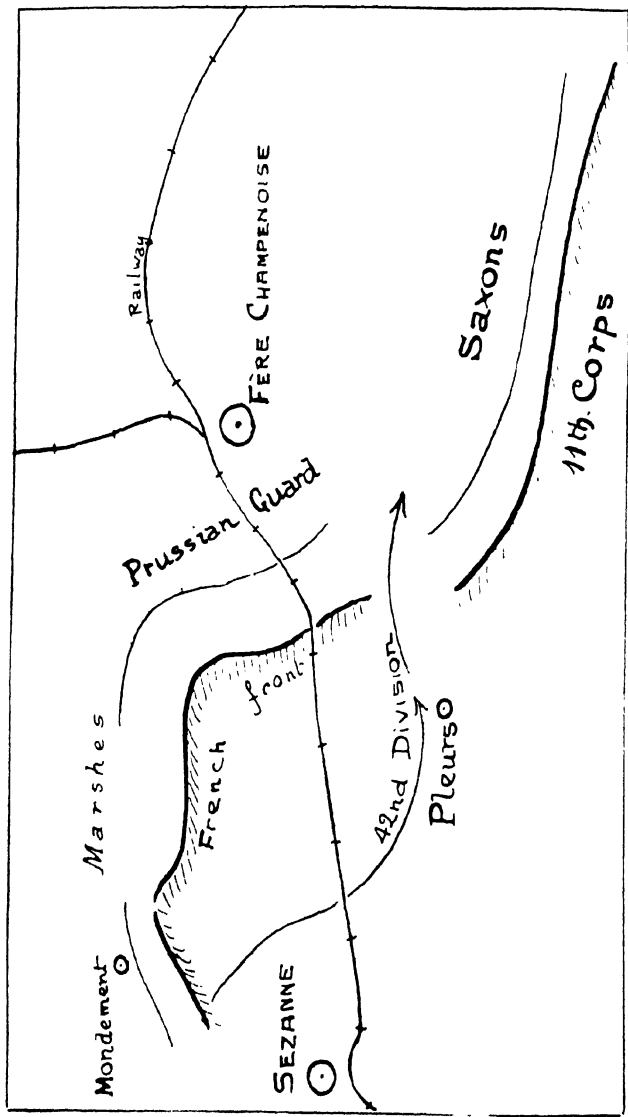 Mondement
Marshes
Railway
Prussian Guard
FÈRE CHAMPENOISE
French
front
SEZANNE
42nd Division
Pleurs
Saxons
11th. Corps